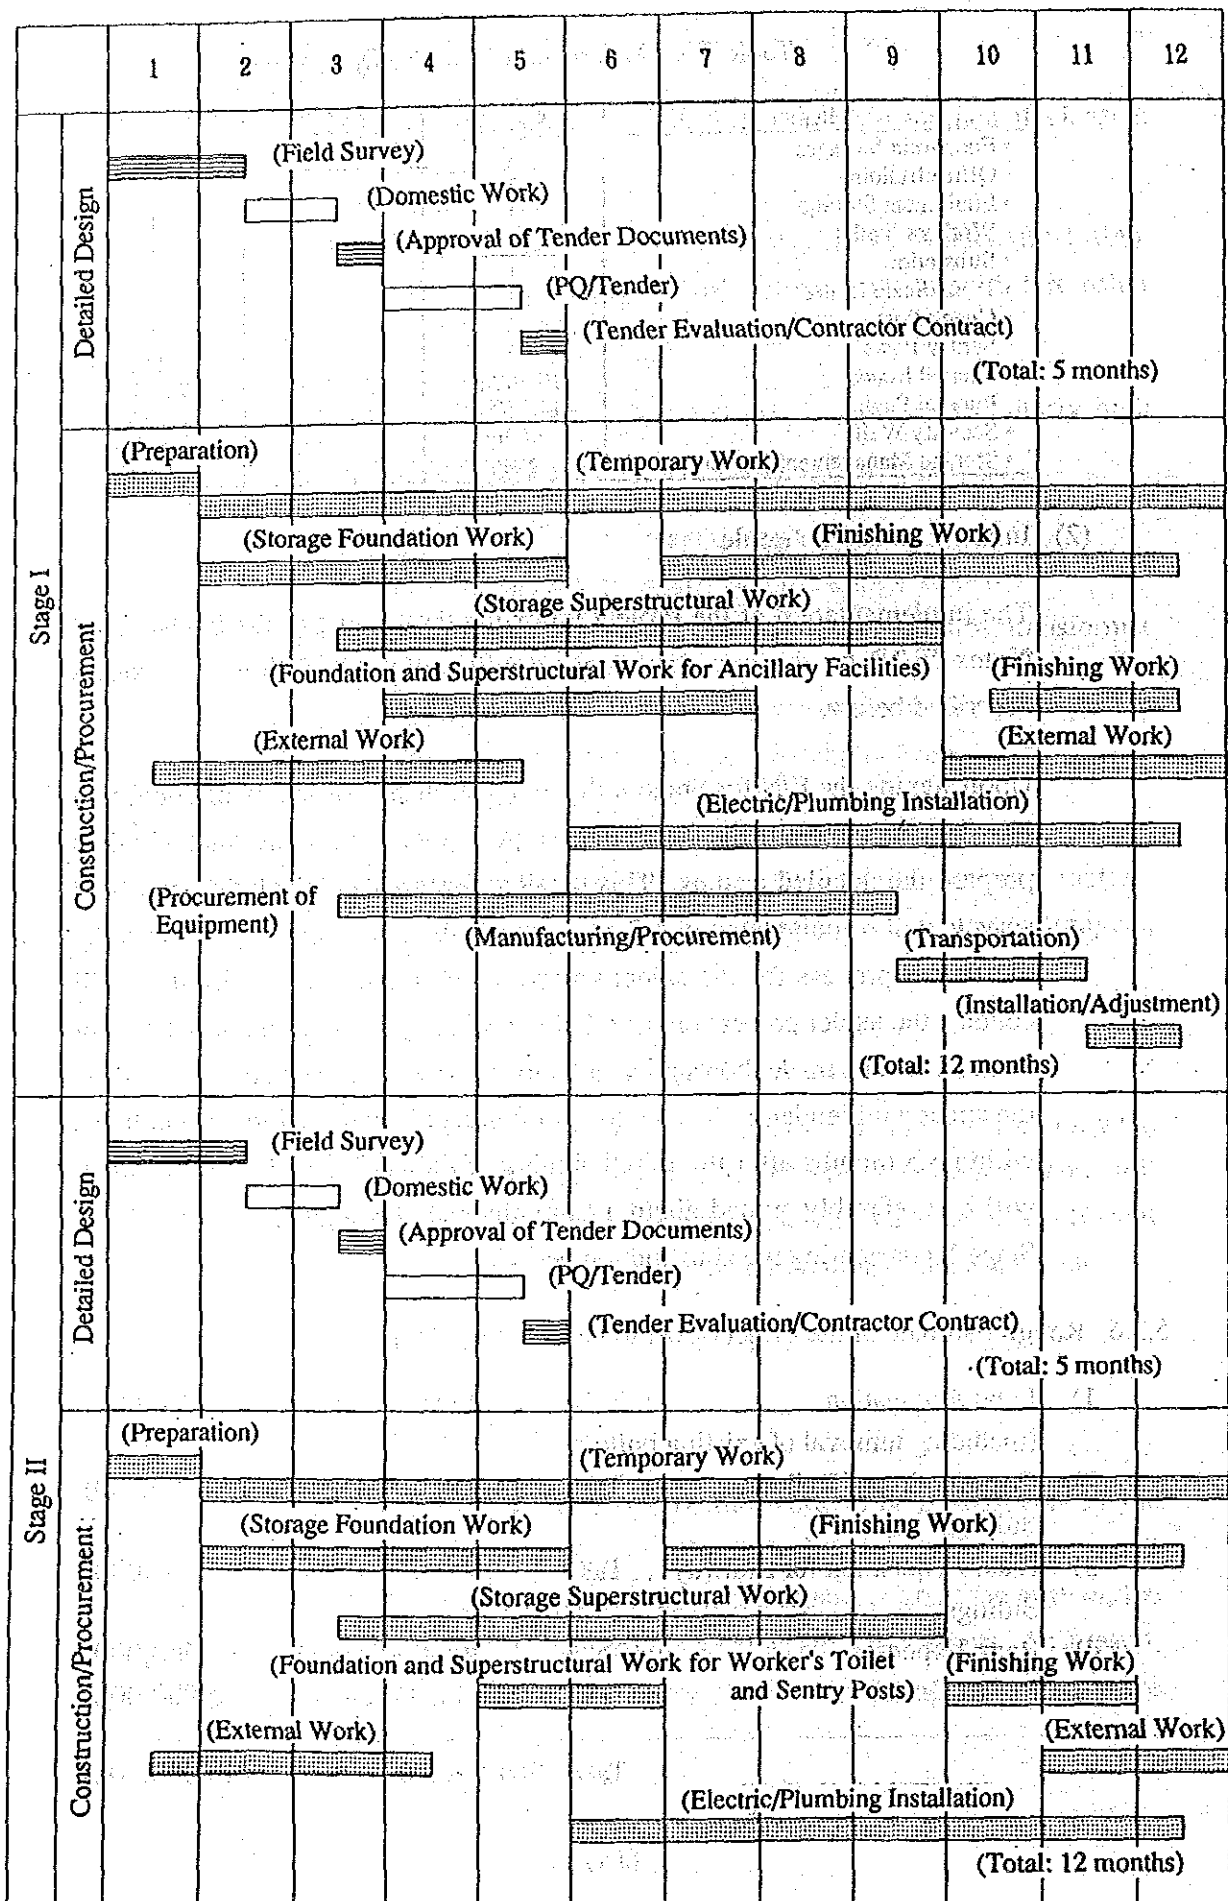 1 2 3 4 5 6 7 8 9 10 11 12
Stage I
Detailed Design
(Field Survey)
(Domestic Work)
(Approval of Tender Documents)
(PQ/Tender)
(Tender Evaluation/Contractor Contract)
(Total: 5 months)
Construction/Procurement
(Preparation)
(Temporary Work)
(Storage Foundation Work) (Finishing Work)
(Storage Superstructural Work)
(Foundation and Superstructural Work for Ancillary Facilities) (Finishing Work)
(External Work) (External Work)
(Electric/Plumbing Installation)
(Procurement of
Equipment)
(Manufacturing/Procurement) (Transportation)
(Installation/Adjustment)
(Total: 12 months)
Stage II
Detailed Design
(Field Survey)
(Domestic Work)
(Approval of Tender Documents)
(PQ/Tender)
(Tender Evaluation/Contractor Contract)
(Total: 5 months)
Construction/Procurement
(Preparation)
(Temporary Work)
(Storage Foundation Work) (Finishing Work)
(Storage Superstructural Work)
(Foundation and Superstructural Work for Worker's Toilet (Finishing Work)
and Sentry Posts)
(External Work) (External Work)
(Electric/Plumbing Installation)
(Total: 12 months)